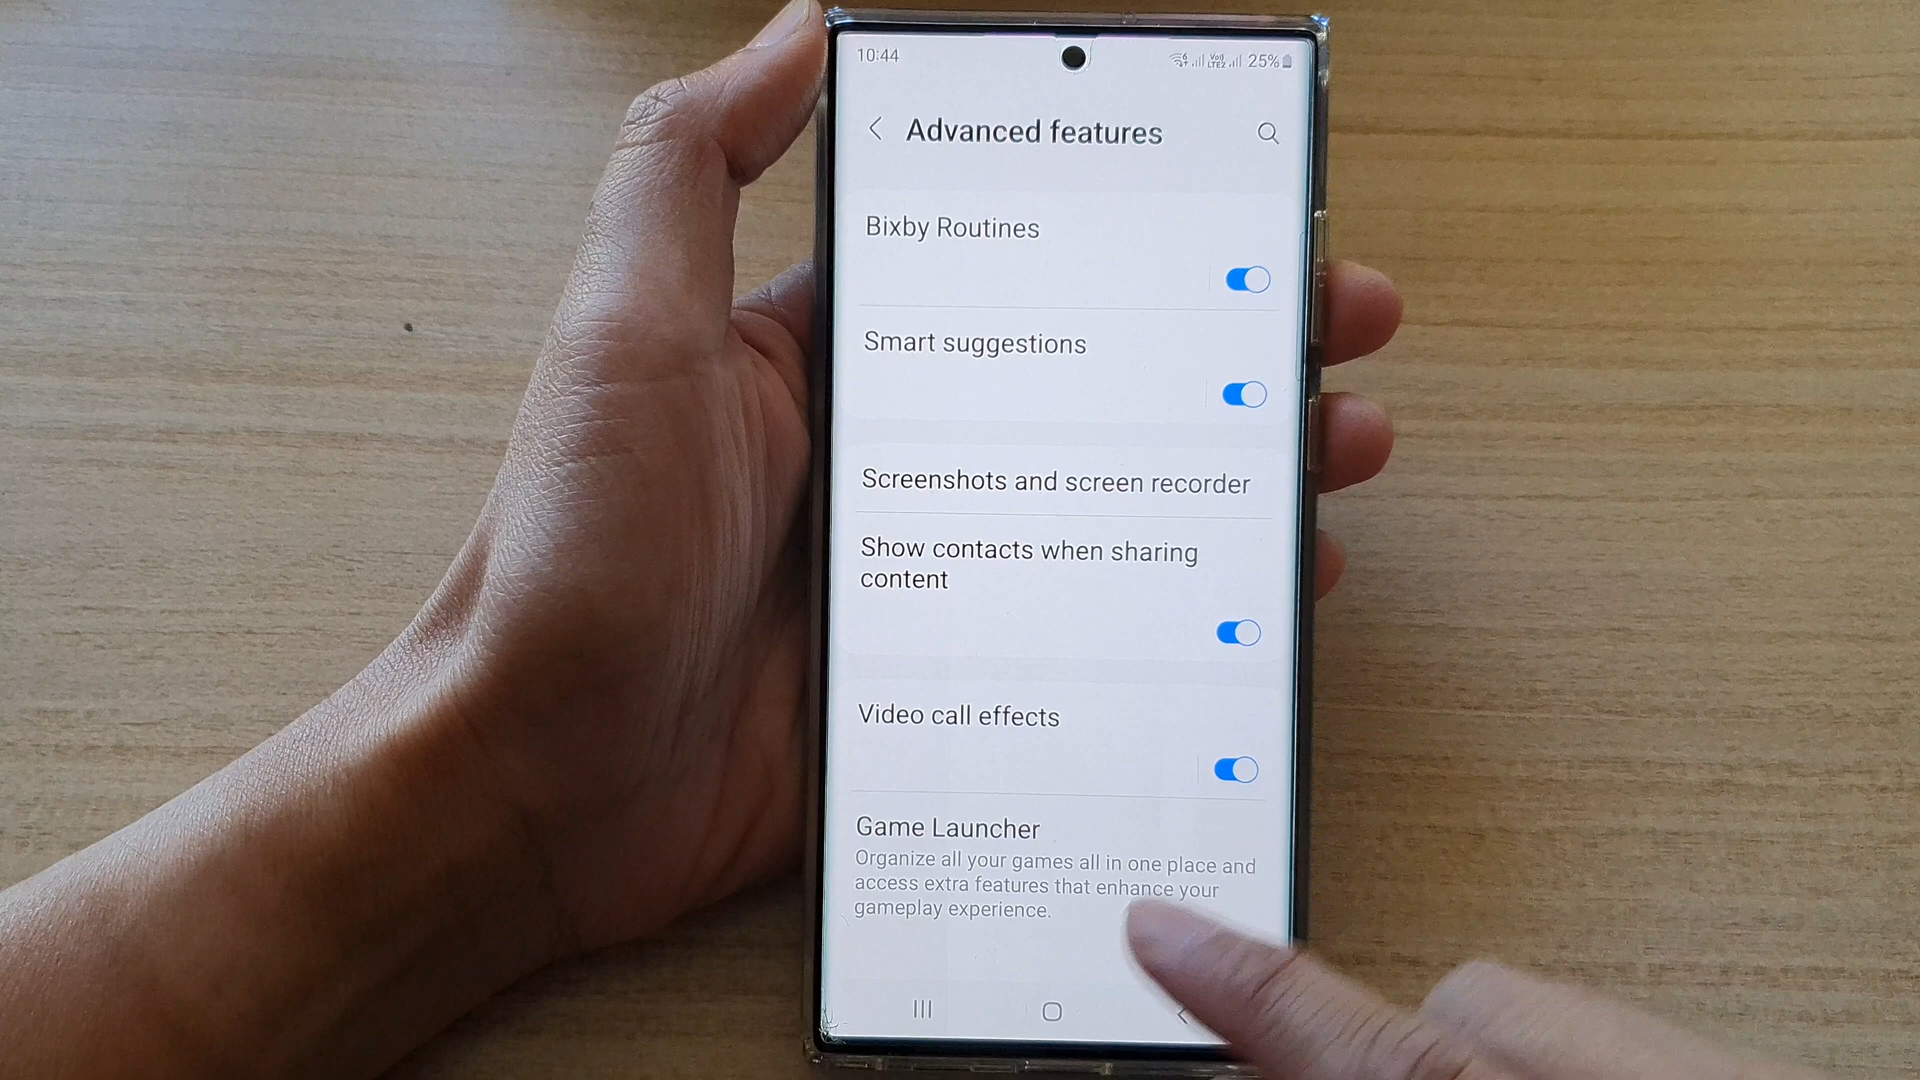 10:44
25%
Advanced features
Bixby Routines
Smart suggestions
Screenshots and screen recorder
Show contacts when sharing
content
Video call effects
Game Launcher
Organize all your games all in one place and
access extra features that enhance your
gameplay experience.